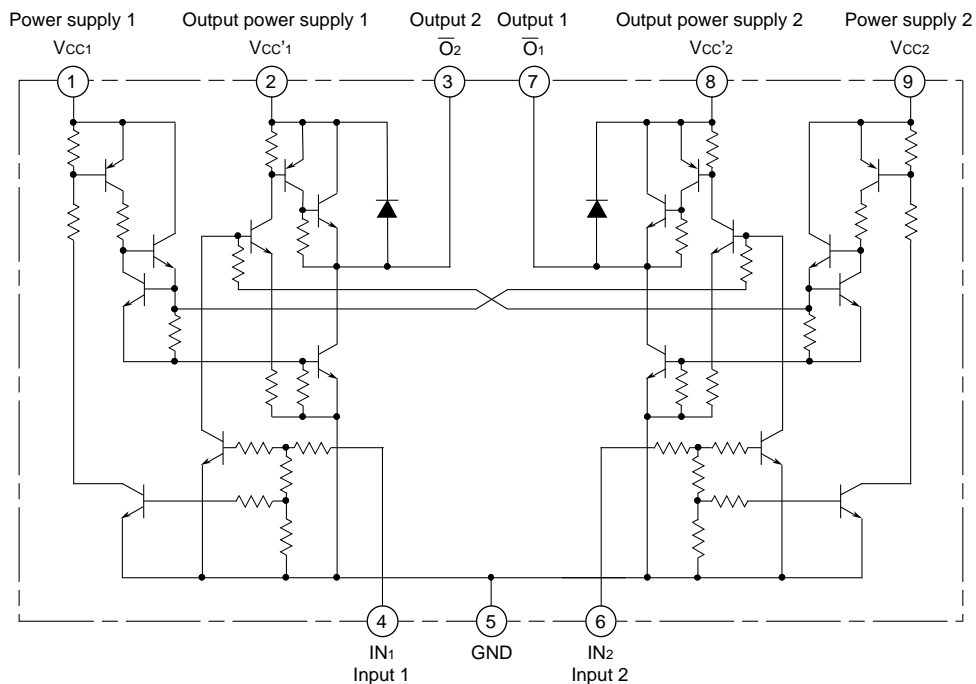 Power supply 1 Output power supply 1 Output 2 Output 1 Output power supply 2 Power supply 2
VCC1 VCC'1 O̅2 O̅1 VCC'2 VCC2
1 2 3 7 8 9
4 5 6
IN1 GND IN2
Input 1 Input 2